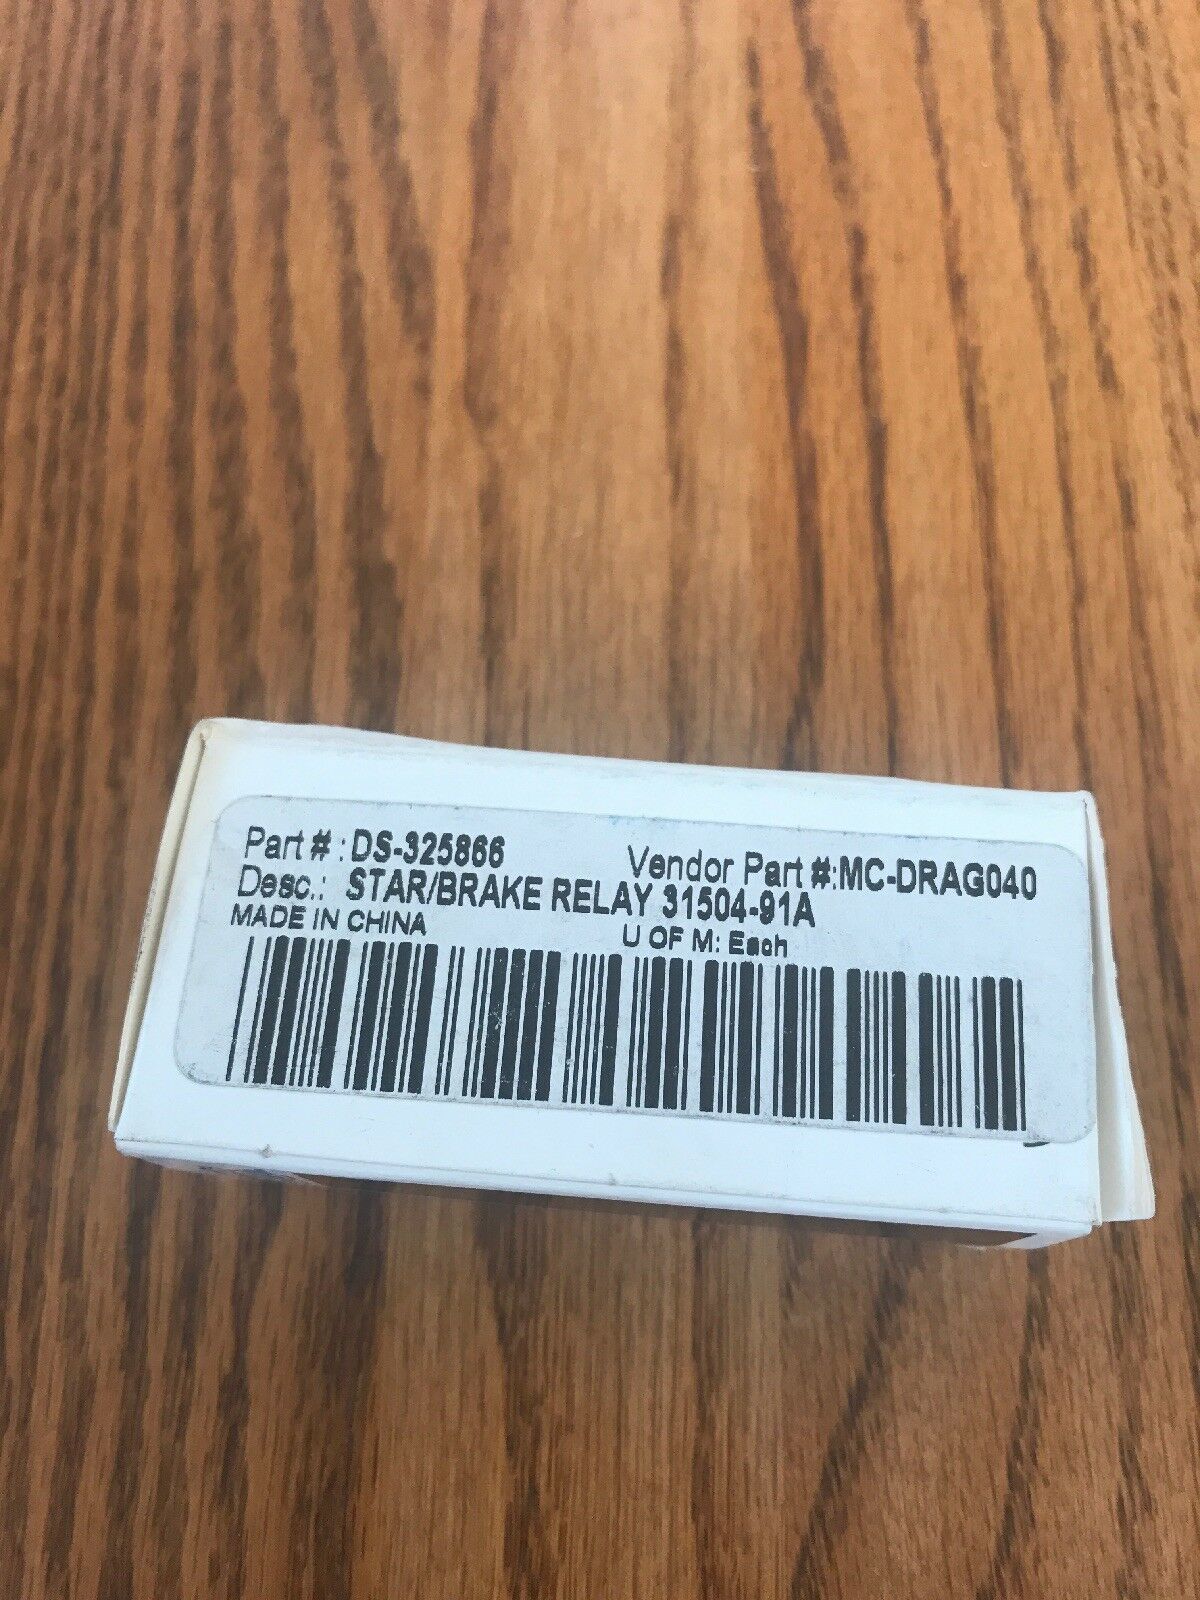 Part # : DS-325866 Vendor Part #:MC-DRAG040
Desc.: STAR/BRAKE RELAY 31504-91A
MADE IN CHINA U OF M: Each